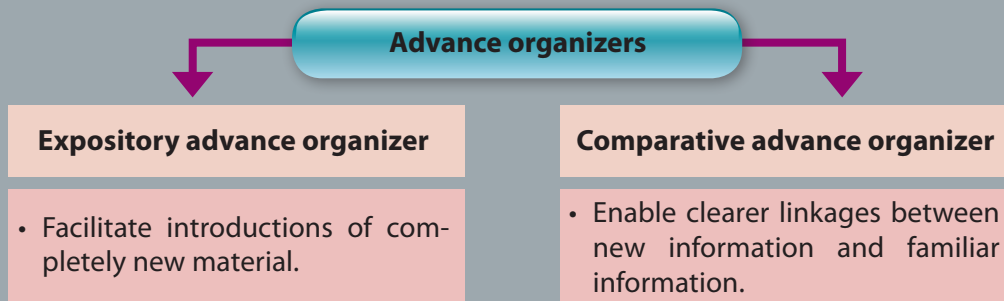 Advance organizers
Expository advance organizer
• Facilitate introductions of com-
pletely new material.
Comparative advance organizer
• Enable clearer linkages between
new information and familiar
information.